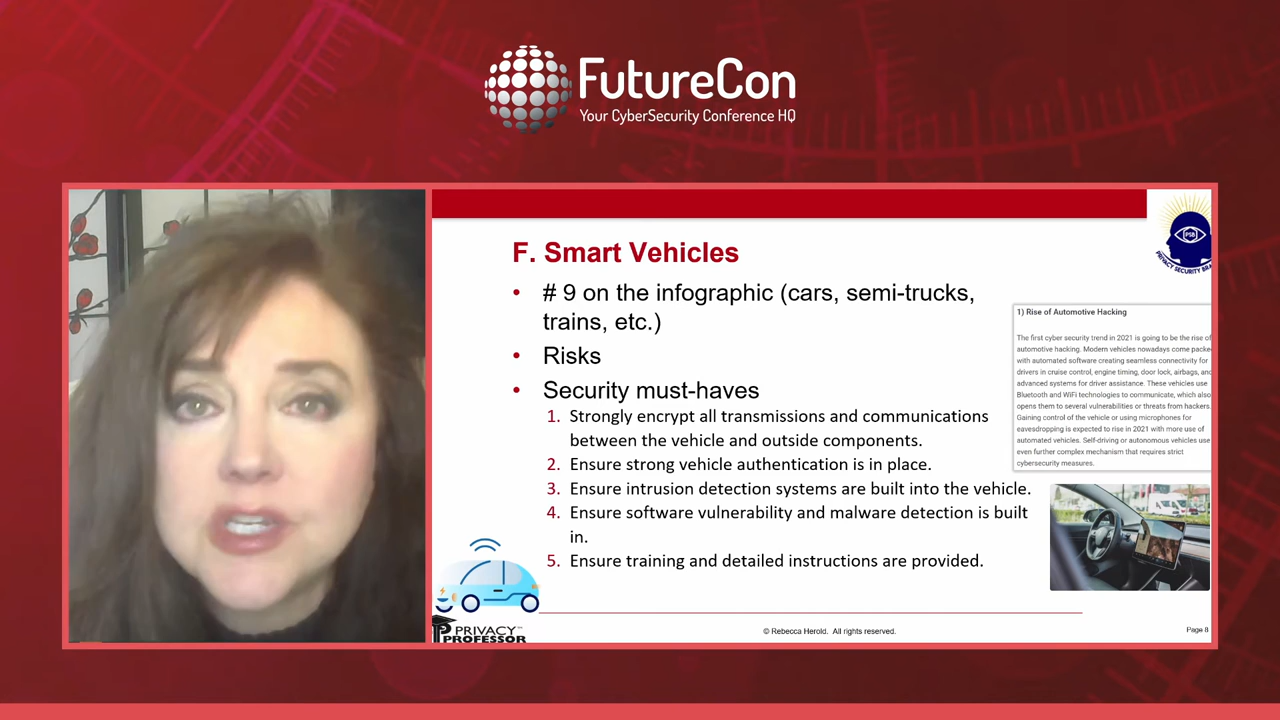 FutureCon
Your CyberSecurity Conference HQ
F. Smart Vehicles
• # 9 on the infographic (cars, semi-trucks,
trains, etc.)
• Risks
• Security must-haves
1. Strongly encrypt all transmissions and communications
between the vehicle and outside components.
2. Ensure strong vehicle authentication is in place.
3. Ensure intrusion detection systems are built into the vehicle.
4. Ensure software vulnerability and malware detection is built
in.
5. Ensure training and detailed instructions are provided.
PSB
PRIVACY SECURITY
1) Rise of Automotive Hacking
The first cyber security trend in 2021 is going to be the rise of
automotive hacking. Modern vehicles nowadays come
with automated software creating seamless connectivity for
drivers in cruise control, engine timing, door lock, airbags,
advanced systems for driver assistance. These vehicles use
Bluetooth and WiFi technologies to communicate, which also
opens them to several vulnerabilities or threats from hackers.
Gaining control of the vehicle or using microphones for
eavesdropping is expected to rise in 2021 with more use of
automated vehicles. Self-driving or autonomous vehicles use
even further complex mechanism that requires strict
cybersecurity measures.
PRIVACY
PROFESSOR
© Rebecca Herold. All rights reserved.
Page 8